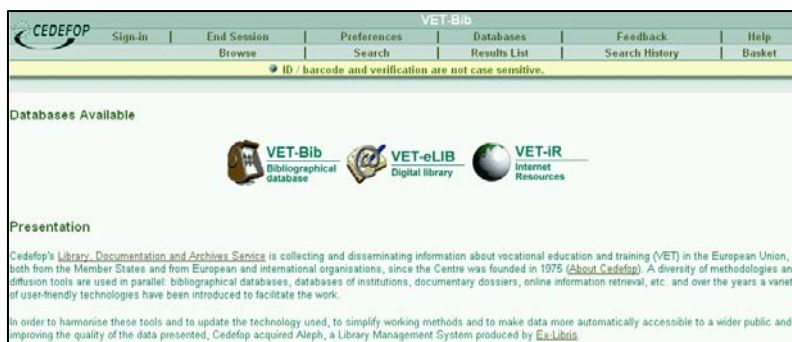 VET-Bib
CEDEFOP
Sign-in | End Session | Preferences | Databases | Feedback | Help
Browse | Search | Results List | Search History | Basket
ID / barcode and verification are not case sensitive.
Databases Available
VET-Bib
Bibliographical
database
VET-eLIB
Digital library
VET-iR
Internet
Resources
Presentation
Cedefop's Library, Documentation and Archives Service is collecting and disseminating information about vocational education and training (VET) in the European Union,
both from the Member States and from European and international organisations, since the Centre was founded in 1975 (About Cedefop). A diversity of methodologies an
diffusion tools are used in parallel: bibliographical databases, databases of institutions, documentary dossiers, online information retrieval, etc. and over the years a variet
of user-friendly technologies have been introduced to facilitate the work.
In order to harmonise these tools and to update the technology used, to simplify working methods and to make data more automatically accessible to a wider public and
improving the quality of the data presented, Cedefop acquired Aleph, a Library Management System produced by Ex-Libris.